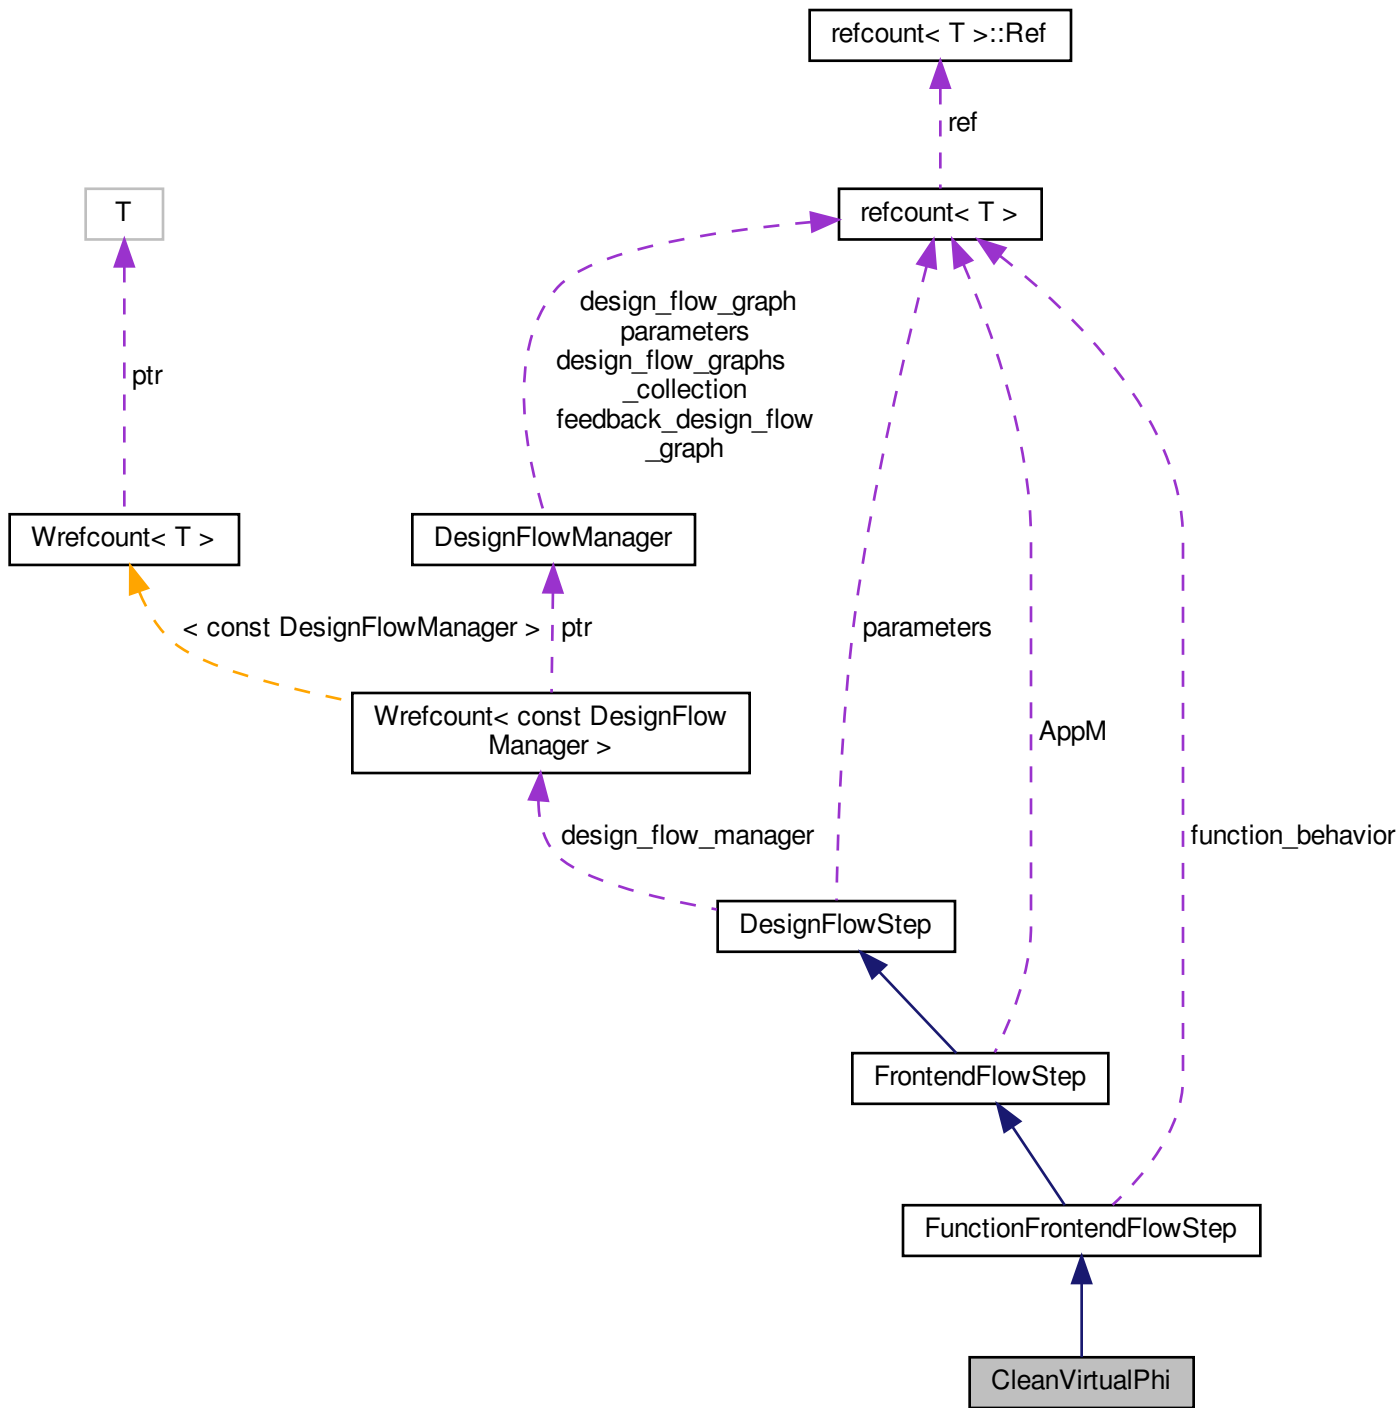 refcount< T >::Ref
ref
T
refcount< T >
design_flow_graph
parameters
design_flow_graphs
_collection
feedback_design_flow
_graph
ptr
Wrefcount< T >
DesignFlowManager
< const DesignFlowManager >
ptr
parameters
Wrefcount< const DesignFlow
Manager >
AppM
design_flow_manager
function_behavior
DesignFlowStep
FrontendFlowStep
FunctionFrontendFlowStep
CleanVirtualPhi